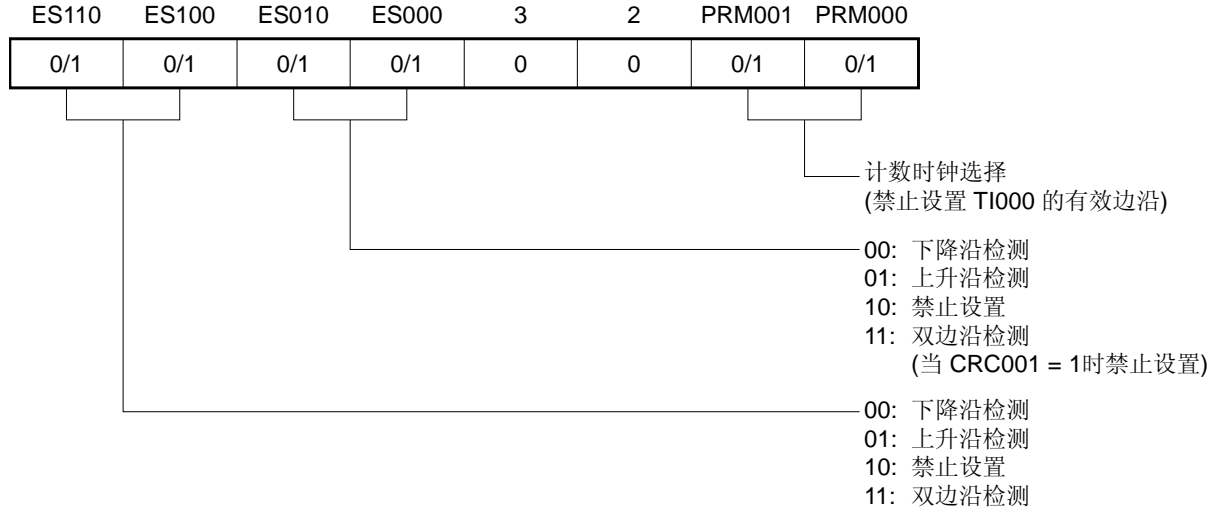 ES110 ES100 ES010 ES000 3 2 PRM001 PRM000
0/1 0/1 0/1 0/1 0 0 0/1 0/1
计数时钟选择
(禁止设置 TI000 的有效边沿)
00: 下降沿检测
01: 上升沿检测
10: 禁止设置
11: 双边沿检测
(当 CRC001 = 1时禁止设置)
00: 下降沿检测
01: 上升沿检测
10: 禁止设置
11: 双边沿检测